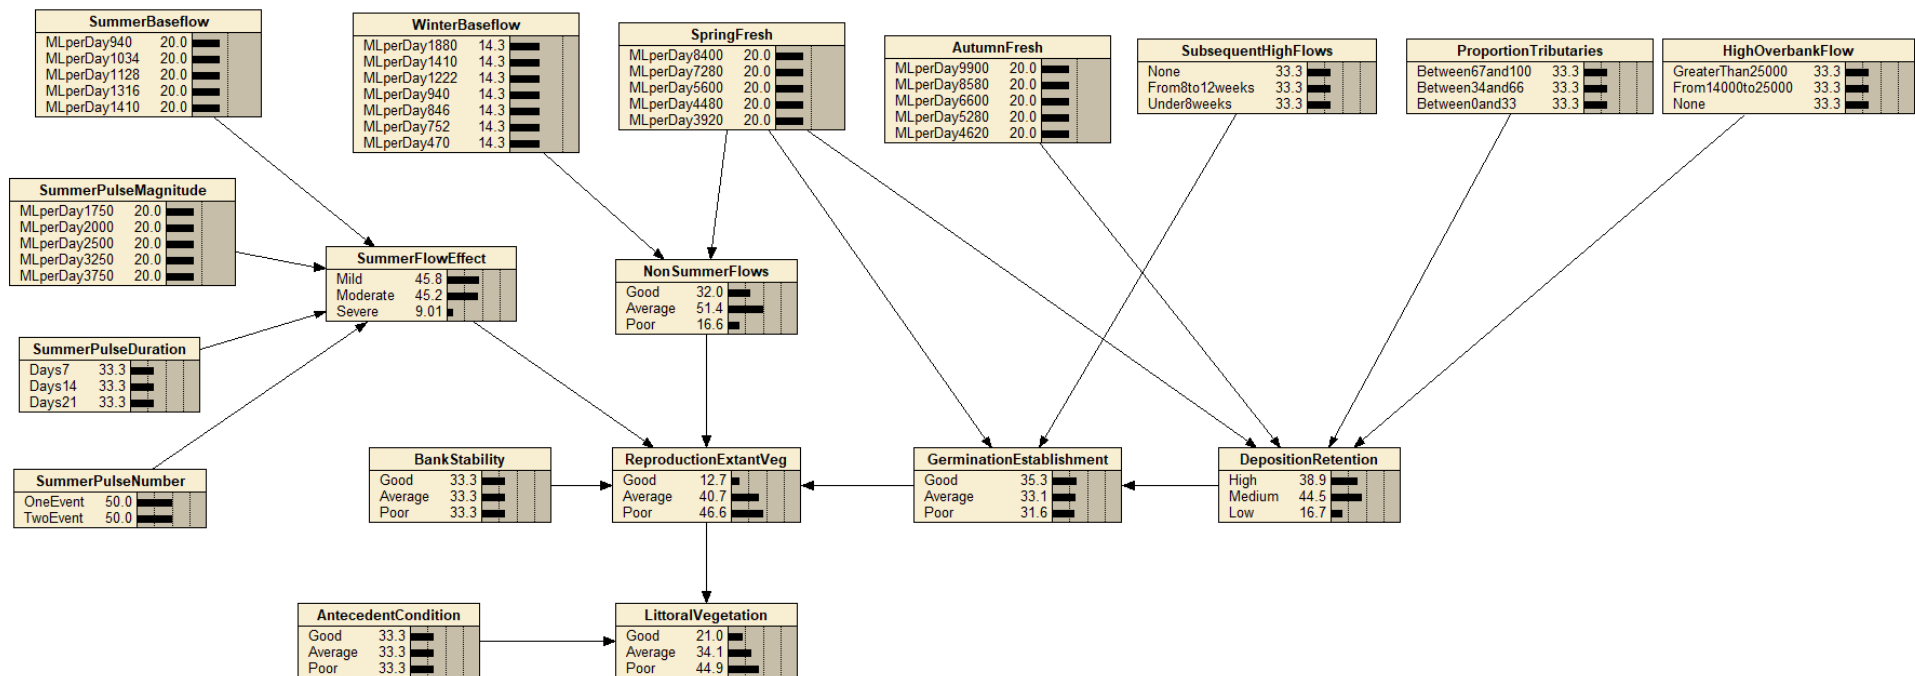 SummerBaseflow
MLperDay940 20.0
MLperDay1034 20.0
MLperDay1128 20.0
MLperDay1316 20.0
MLperDay1410 20.0
WinterBaseflow
MLperDay1880 14.3
MLperDay1410 14.3
MLperDay1222 14.3
MLperDay940 14.3
MLperDay846 14.3
MLperDay752 14.3
MLperDay470 14.3
SpringFresh
MLperDay8400 20.0
MLperDay7280 20.0
MLperDay5600 20.0
MLperDay4480 20.0
MLperDay3920 20.0
AutumnFresh
MLperDay9900 20.0
MLperDay8580 20.0
MLperDay6600 20.0
MLperDay5280 20.0
MLperDay4620 20.0
SubsequentHighFlows
None 33.3
From8to12weeks 33.3
Under8weeks 33.3
ProportionTributaries
Between67and100 33.3
Between34and66 33.3
Between0and33 33.3
HighOverbankFlow
GreaterThan25000 33.3
From14000to25000 33.3
None 33.3
SummerPulseMagnitude
MLperDay1750 20.0
MLperDay2000 20.0
MLperDay2500 20.0
MLperDay3250 20.0
MLperDay3750 20.0
SummerFlowEffect
Mild 45.8
Moderate 45.2
Severe 9.01
NonSummerFlows
Good 32.0
Average 51.4
Poor 16.6
SummerPulseDuration
Days7 33.3
Days14 33.3
Days21 33.3
SummerPulseNumber
OneEvent 50.0
TwoEvent 50.0
BankStability
Good 33.3
Average 33.3
Poor 33.3
ReproductionExtantVeg
Good 12.7
Average 40.7
Poor 46.6
GerminationEstablishment
Good 35.3
Average 33.1
Poor 31.6
DepositionRetention
High 38.9
Medium 44.5
Low 16.7
AntecedentCondition
Good 33.3
Average 33.3
Poor 33.3
LittoralVegetation
Good 21.0
Average 34.1
Poor 44.9